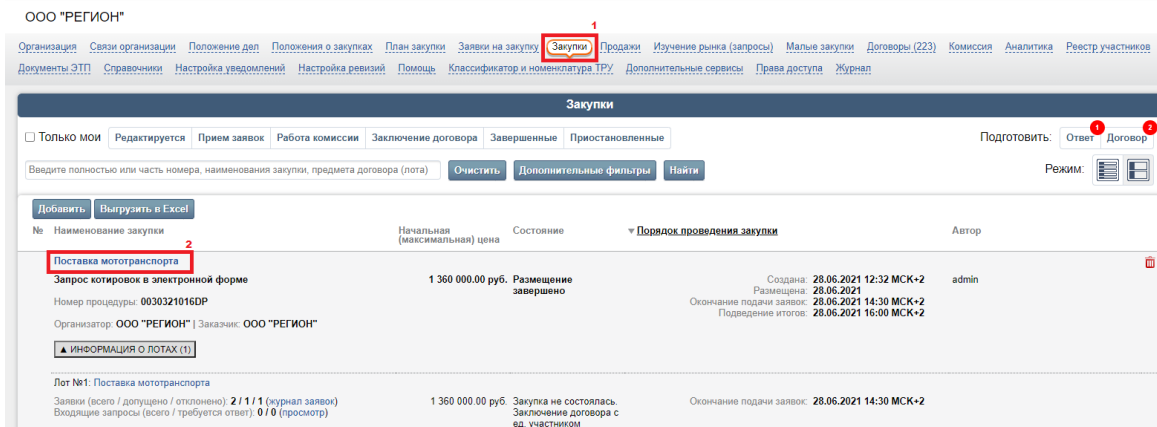 ООО "РЕГИОН"
1
Организация Связи организации Положение дел Положения о закупках План закупки Заявки на закупку Закупки Продажи Изучение рынка (запросы) Малые закупки Договоры (223) Комиссия Аналитика Реестр участников
Документы ЭТП Справочники Настройка уведомлений Настройка ревизий Помощь Классификатор и номенклатура ТРУ Дополнительные сервисы Права доступа Журнал
Закупки
Только мои Редактируется Прием заявок Работа комиссии Заключение договора Завершенные Приостановленные Подготовить: Ответ 1 Договор 2
Введите полностью или часть номера, наименования закупки, предмета договора (лота) Очистить Дополнительные фильтры Найти Режим:
Добавить Выгрузить в Excel
№ Наименование закупки Начальная (максимальная) цена Состояние ▼ Порядок проведения закупки Автор
2
Поставка мототранспорта
Запрос котировок в электронной форме 1 360 000.00 руб. Размещение завершено Создана: 28.06.2021 12:32 МСК+2 admin
Размещена: 28.06.2021
Номер процедуры: 0030321016DP Окончание подачи заявок: 28.06.2021 14:30 МСК+2
Подведение итогов: 28.06.2021 16:00 МСК+2
Организатор: ООО "РЕГИОН" | Заказчик: ООО "РЕГИОН"
▲ ИНФОРМАЦИЯ О ЛОТАХ (1)
Лот №1: Поставка мототранспорта
Заявки (всего / допущено / отклонено): 2 / 1 / 1 (журнал заявок) 1 360 000.00 руб. Закупка не состоялась. Окончание подачи заявок: 28.06.2021 14:30 МСК+2
Входящие запросы (всего / требуется ответ): 0 / 0 (просмотр) Заключение договора с
ед. участником